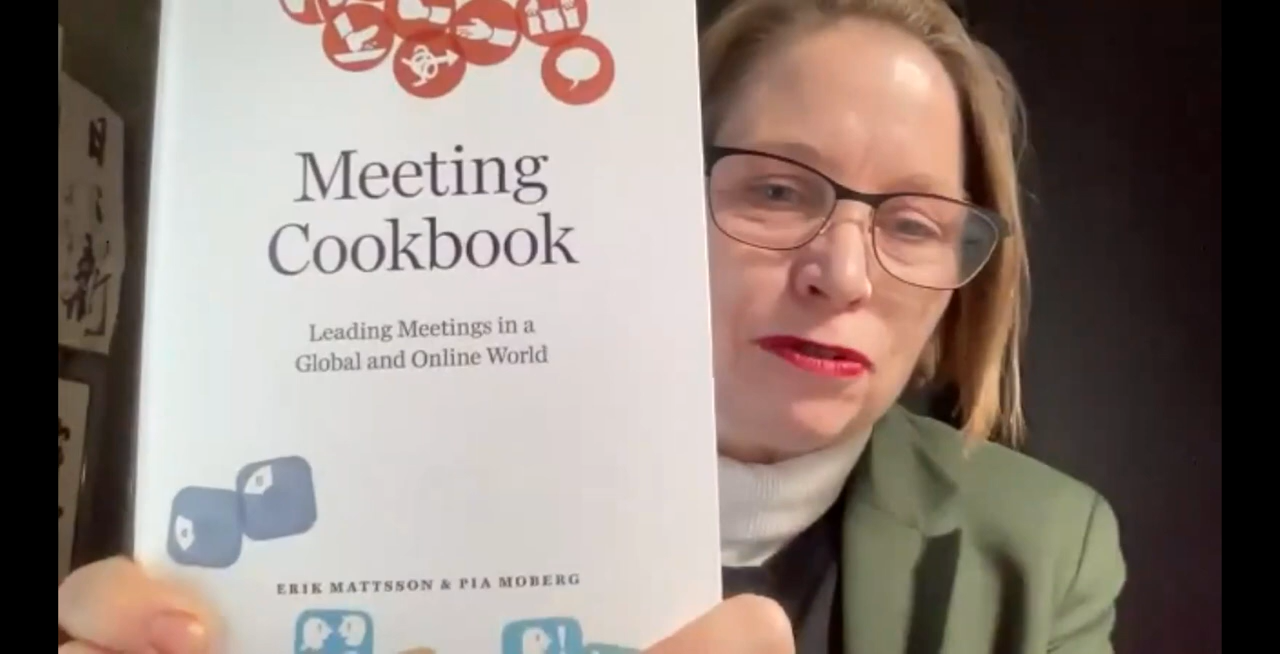 Meeting
Cookbook
Leading Meetings in a
Global and Online World
ERIK MATTSSON & PIA MOBERG